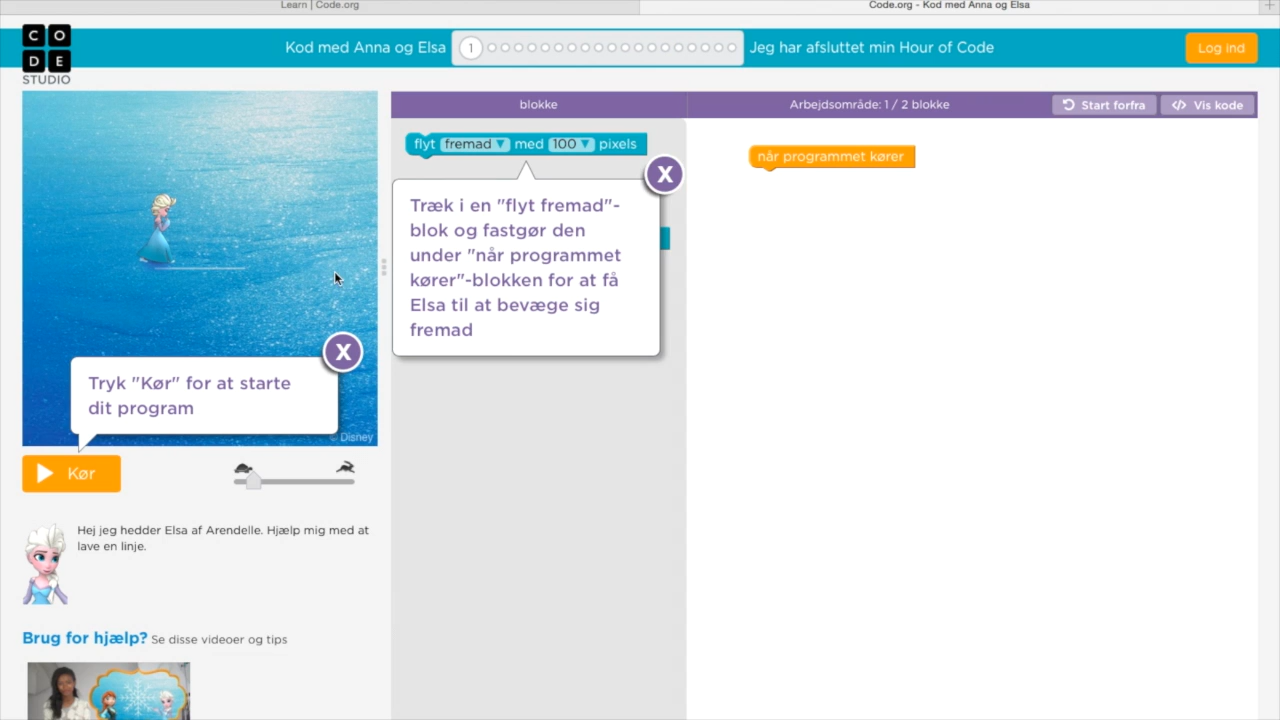 Learn | Code.org
Code.org - Kod med Anna og Elsa
C O
D E
STUDIO
Kod med Anna og Elsa
1
Jeg har afsluttet min Hour of Code
Log ind
blokke
Arbejdsområde: 1 / 2 blokke
Start forfra
Vis kode
flyt fremad med 100 pixels
når programmet kører
X
Træk i en "flyt fremad"-
blok og fastgør den
under "når programmet
kører"-blokken for at få
Elsa til at bevæge sig
fremad
X
Tryk "Kør" for at starte
dit program
© Disney
Kør
Hej jeg hedder Elsa af Arendelle. Hjælp mig med at
lave en linje.
Brug for hjælp? Se disse videoer og tips